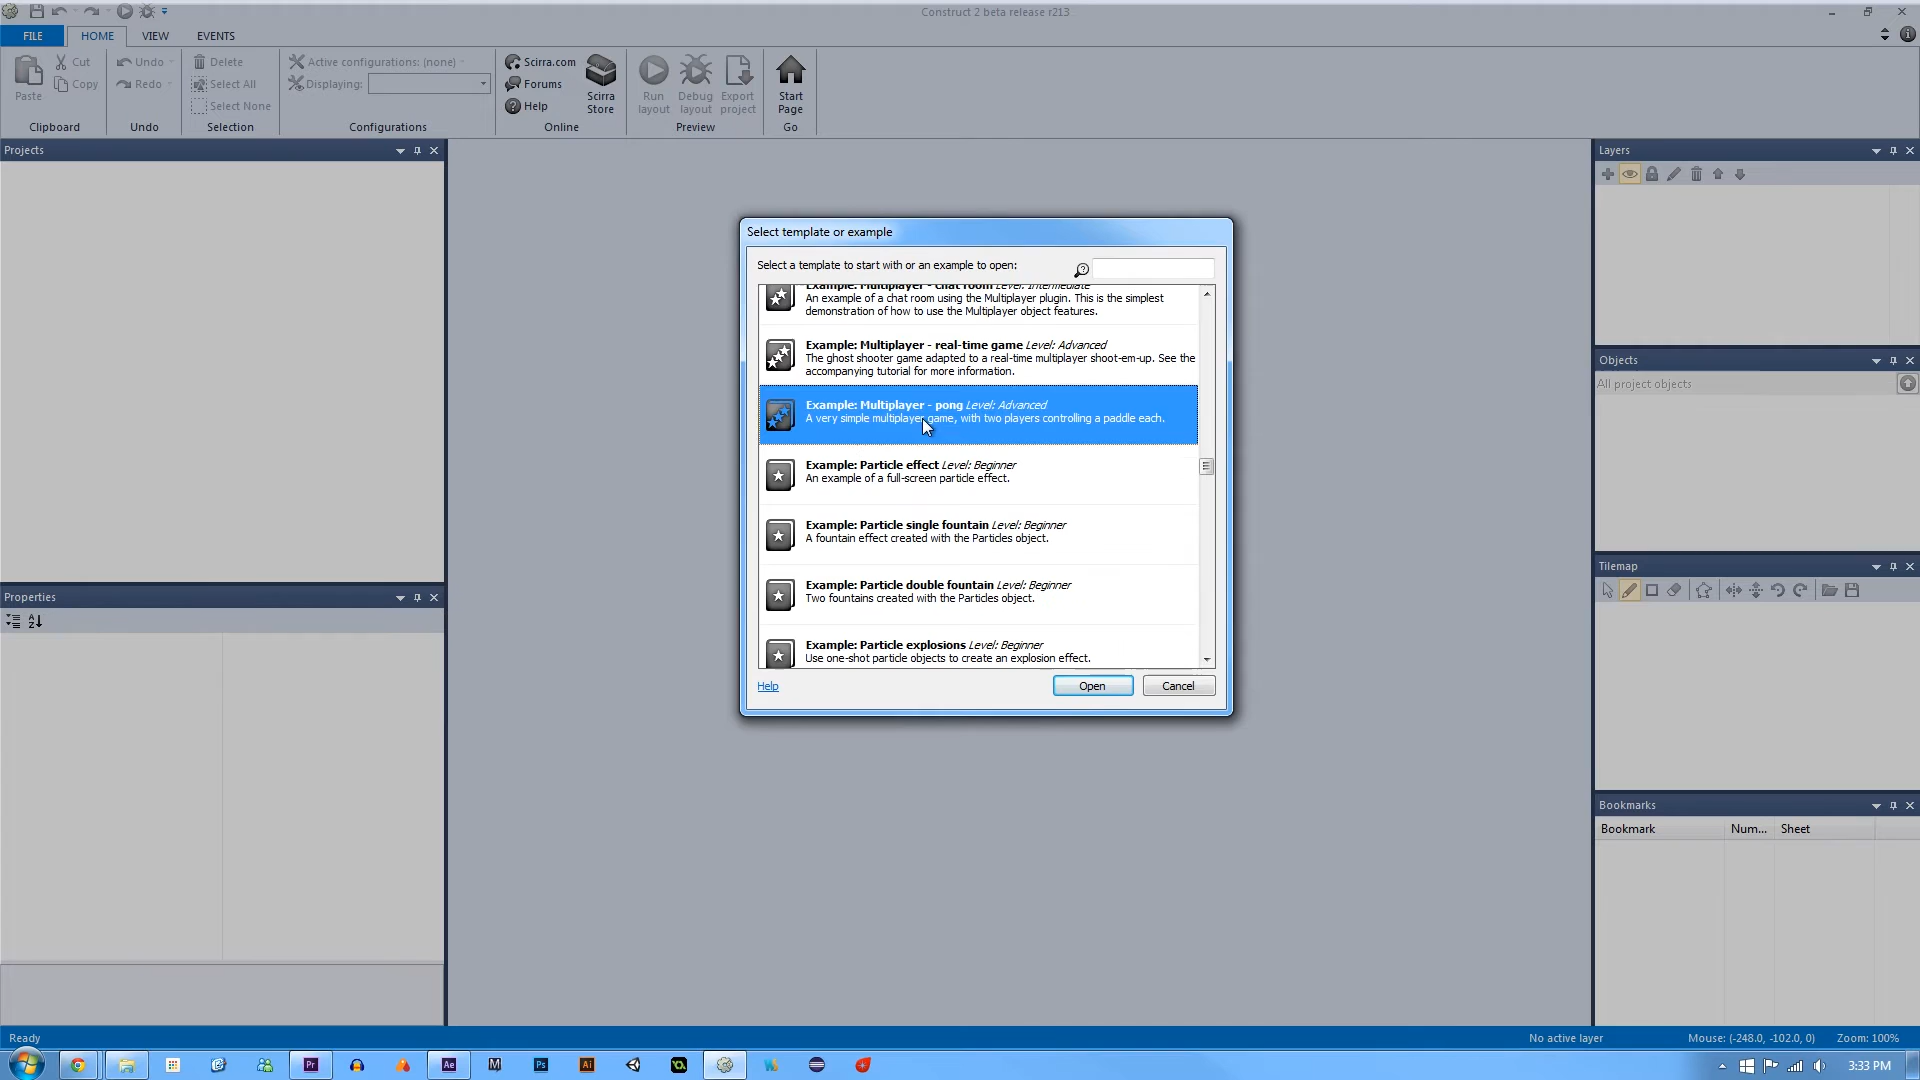 Construct 2 beta release r213
FILE HOME VIEW EVENTS
Paste Cut Copy
Clipboard
Undo Redo
Undo
Delete
Select All
Select None
Selection
Active configurations: (none)
Displaying:
Configurations
Scirra.com
Forums
Help
Scirra Store
Online
Run layout
Debug layout
Export project
Preview
Start Page
Go
Projects
Properties
Select template or example
Select a template to start with or an example to open:
Example: Multiplayer - chat room Level: Intermediate
An example of a chat room using the Multiplayer plugin. This is the simplest
demonstration of how to use the Multiplayer object features.
Example: Multiplayer - real-time game Level: Advanced
The ghost shooter game adapted to a real-time multiplayer shoot-em-up. See the
accompanying tutorial for more information.
Example: Multiplayer - pong Level: Advanced
A very simple multiplayer game, with two players controlling a paddle each.
Example: Particle effect Level: Beginner
An example of a full-screen particle effect.
Example: Particle single fountain Level: Beginner
A fountain effect created with the Particles object.
Example: Particle double fountain Level: Beginner
Two fountains created with the Particles object.
Example: Particle explosions Level: Beginner
Use one-shot particle objects to create an explosion effect.
Help
Open
Cancel
Layers
Objects
All project objects
Tilemap
Bookmarks
Bookmark Num... Sheet
Ready
No active layer
Mouse: (-248.0, -102.0, 0)
Zoom: 100%
Pr Ae M Ps Ai
3:33 PM